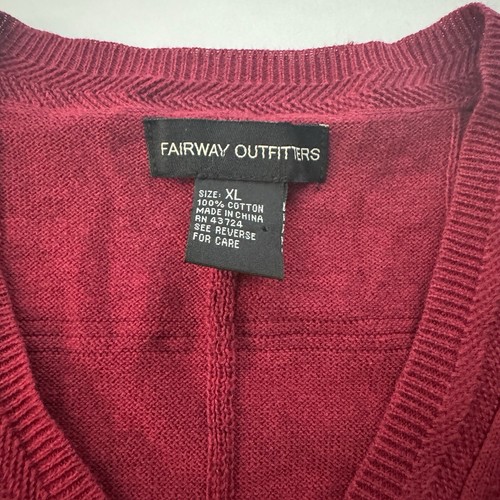 FAIRWAY OUTFITTERS
SIZE: XL
100% COTTON
MADE IN CHINA
RN 43724
SEE REVERSE
FOR CARE